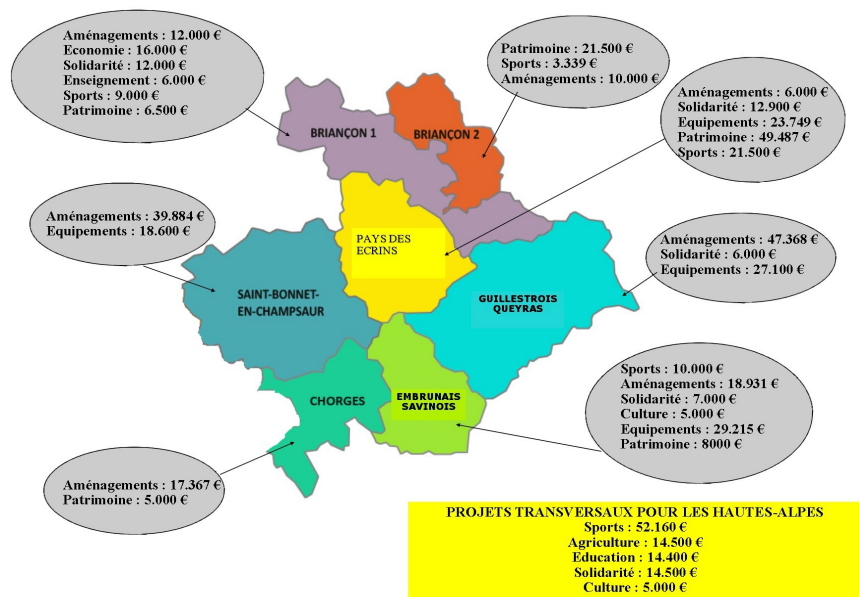 Aménagements : 12.000 €
Economie : 16.000 €
Solidarité : 12.000 €
Enseignement : 6.000 €
Sports : 9.000 €
Patrimoine : 6.500 €
Patrimoine : 21.500 €
Sports : 3.339 €
Aménagements : 10.000 €
Aménagements : 6.000 €
Solidarité : 12.900 €
Equipements : 23.749 €
Patrimoine : 49.487 €
Sports : 21.500 €
BRIANÇON 1
BRIANÇON 2
Aménagements : 39.884 €
Equipements : 18.600 €
PAYS DES
ECRINS
Aménagements : 47.368 €
Solidarité : 6.000 €
Equipements : 27.100 €
SAINT-BONNET-
EN-CHAMPSAUR
GUILLESTROIS
QUEYRAS
CHORGES
EMBRUNAIS
SAVINOIS
Sports : 10.000 €
Aménagements : 18.931 €
Solidarité : 7.000 €
Culture : 5.000 €
Equipements : 29.215 €
Patrimoine : 8000 €
Aménagements : 17.367 €
Patrimoine : 5.000 €
PROJETS TRANSVERSAUX POUR LES HAUTES-ALPES
Sports : 52.160 €
Agriculture : 14.500 €
Education : 14.400 €
Solidarité : 14.500 €
Culture : 5.000 €